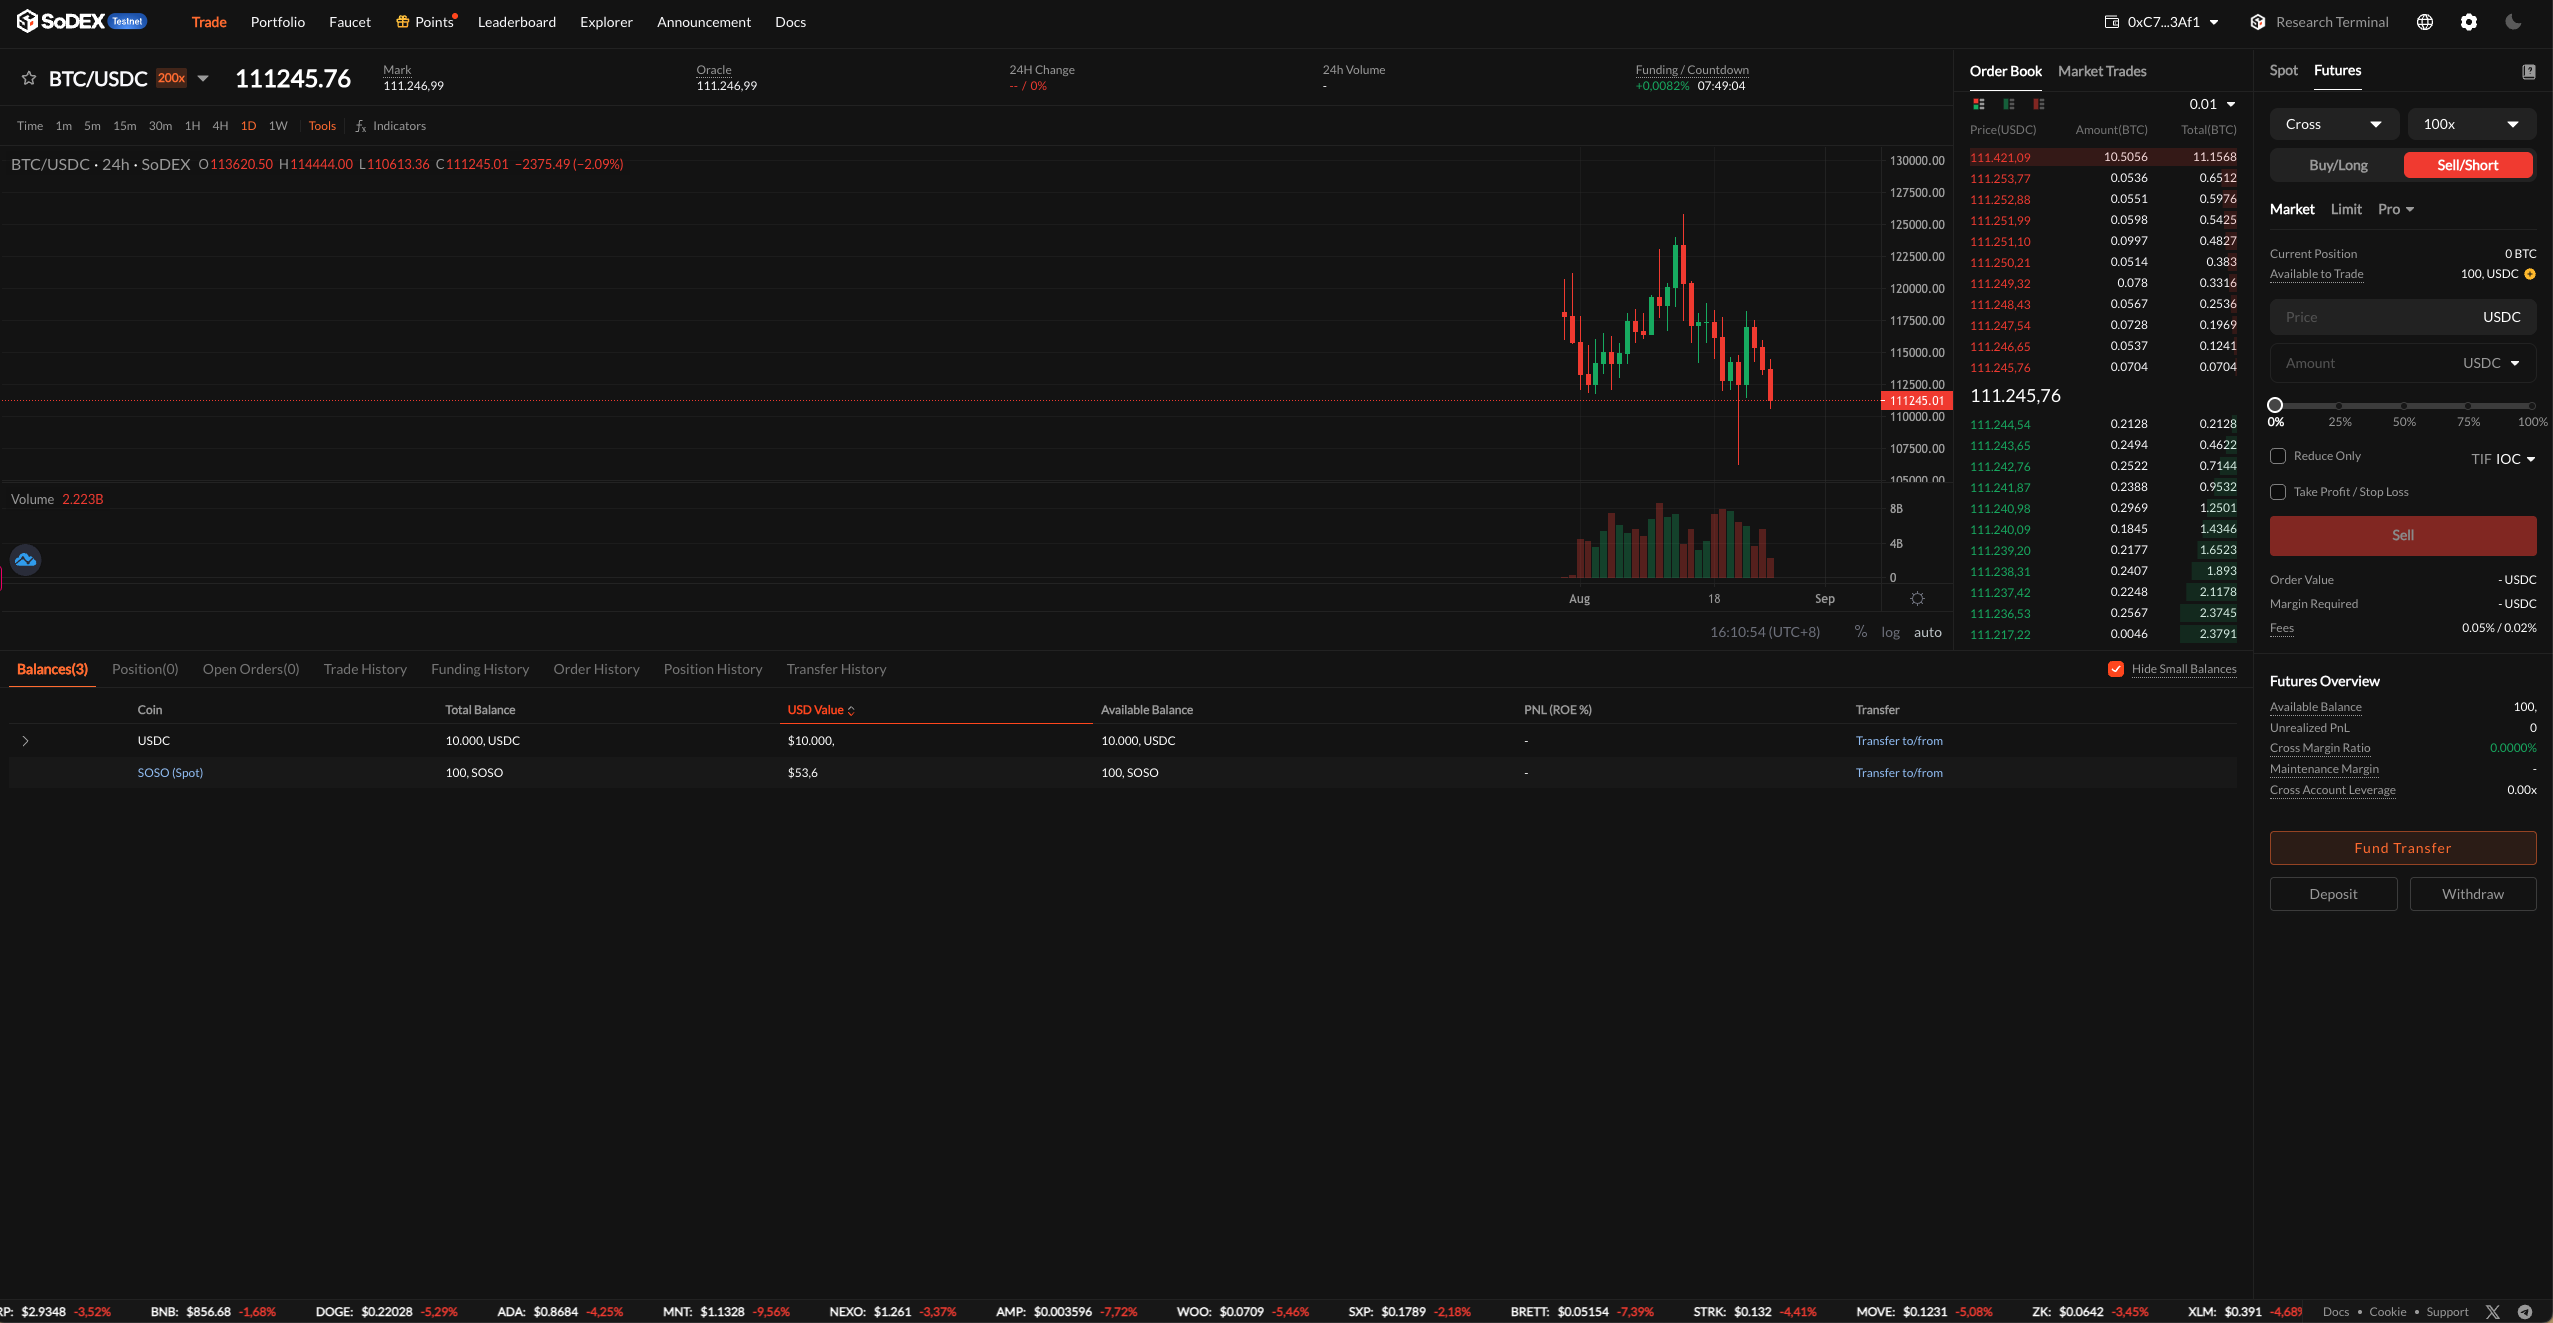 SoDEX Testnet Trade Portfolio Faucet Points Leaderboard Explorer Announcement Docs 0xC7...3Af1 Research Terminal
BTC/USDC 200x 111245.76
Mark
111.246,99
Oracle
111.246,99
24H Change
-- / 0%
24h Volume
-
Funding / Countdown
+0,0082% 07:49:04
Time 1m 5m 15m 30m 1H 4H 1D 1W Tools Indicators
BTC/USDC · 24h · SoDEX O113620.50 H114444.00 L110613.36 C111245.01 −2375.49 (−2.09%)
130000.00
127500.00
125000.00
122500.00
120000.00
117500.00
115000.00
112500.00
111245.01
110000.00
107500.00
105000.00
Volume 2.223B
8B
4B
0
Aug 18 Sep
16:10:54 (UTC+8) % log auto
Order Book Market Trades
0.01
Price(USDC) Amount(BTC) Total(BTC)
111.421,09 10.5056 11.1568
111.253,77 0.0536 0.6512
111.252,88 0.0551 0.5976
111.251,99 0.0598 0.5425
111.251,10 0.0997 0.4827
111.250,21 0.0514 0.383
111.249,32 0.078 0.3316
111.248,43 0.0567 0.2536
111.247,54 0.0728 0.1969
111.246,65 0.0537 0.1241
111.245,76 0.0704 0.0704
111.245,76
111.244,54 0.2128 0.2128
111.243,65 0.2494 0.4622
111.242,76 0.2522 0.7144
111.241,87 0.2388 0.9532
111.240,98 0.2969 1.2501
111.240,09 0.1845 1.4346
111.239,20 0.2177 1.6523
111.238,31 0.2407 1.893
111.237,42 0.2248 2.1178
111.236,53 0.2567 2.3745
111.217,22 0.0046 2.3791
Spot Futures
Cross 100x
Buy/Long Sell/Short
Market Limit Pro
Current Position 0 BTC
Available to Trade 100, USDC
Price USDC
Amount USDC
0% 25% 50% 75% 100%
Reduce Only TIF IOC
Take Profit / Stop Loss
Sell
Order Value - USDC
Margin Required - USDC
Fees 0.05% / 0.02%
Futures Overview
Available Balance 100,
Unrealized PnL 0
Cross Margin Ratio 0.0000%
Maintenance Margin -
Cross Account Leverage 0.00x
Fund Transfer
Deposit Withdraw
Balances(3) Position(0) Open Orders(0) Trade History Funding History Order History Position History Transfer History Hide Small Balances
Coin Total Balance USD Value Available Balance PNL (ROE %) Transfer
USDC 10.000, USDC $10.000, 10.000, USDC - Transfer to/from
SOSO (Spot) 100, SOSO $53,6 100, SOSO - Transfer to/from
RP: $2.9348 -3,52% BNB: $856.68 -1,68% DOGE: $0.22028 -5,29% ADA: $0.8684 -4,25% MNT: $1.1328 -9,56% NEXO: $1.261 -3,37% AMP: $0.003596 -7,72% WOO: $0.0709 -5,46% SXP: $0.1789 -2,18% BRETT: $0.05154 -7,39% STRK: $0.132 -4,41% MOVE: $0.1231 -5,08% ZK: $0.0642 -3,45% XLM: $0.391 -4,68% Docs • Cookie • Support